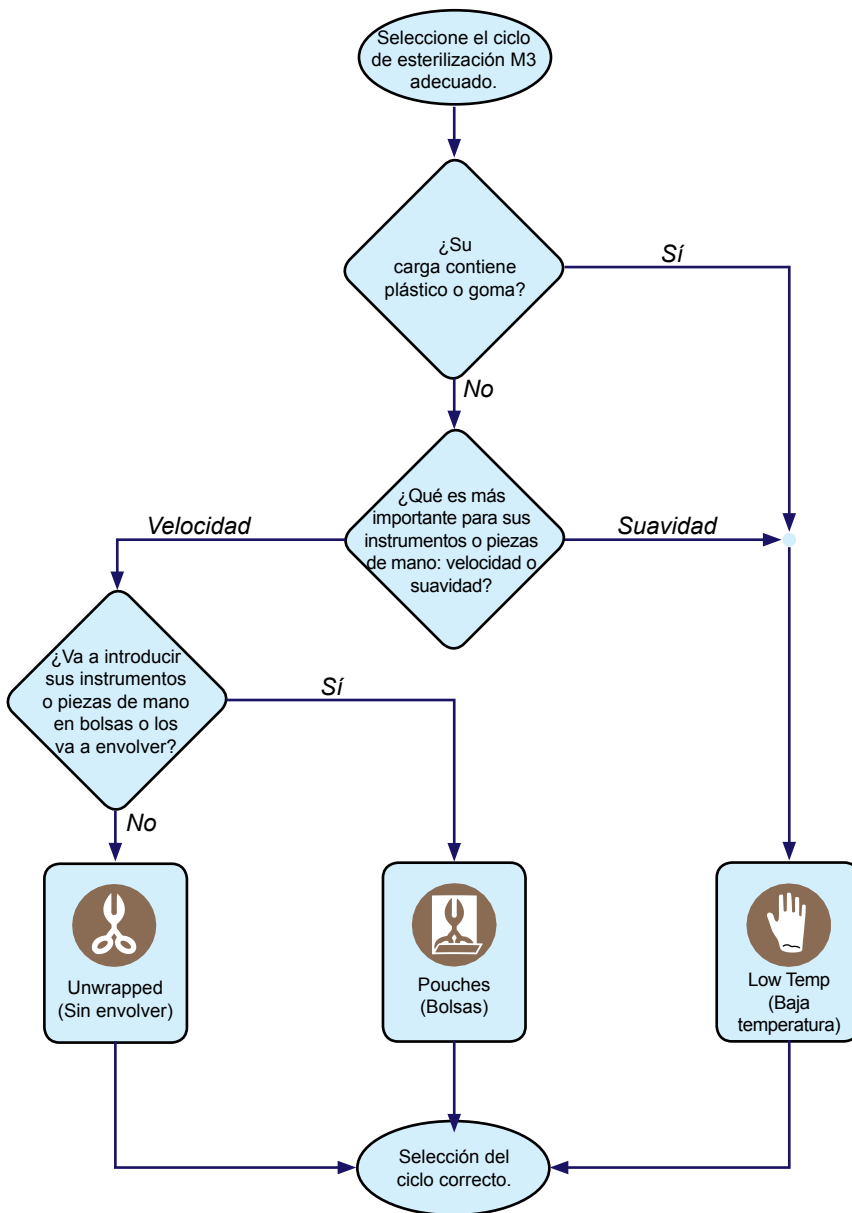 Seleccione el ciclo
de esterilización M3
adecuado.
¿Su
carga contiene
plástico o goma?
Sí
No
¿Qué es más
importante para sus
instrumentos o piezas
de mano: velocidad o
suavidad?
Velocidad
Suavidad
¿Va a introducir
sus instrumentos
o piezas de mano
en bolsas o los
va a envolver?
Sí
No
Unwrapped
(Sin envolver)
Pouches
(Bolsas)
Low Temp
(Baja
temperatura)
Selección del
ciclo correcto.